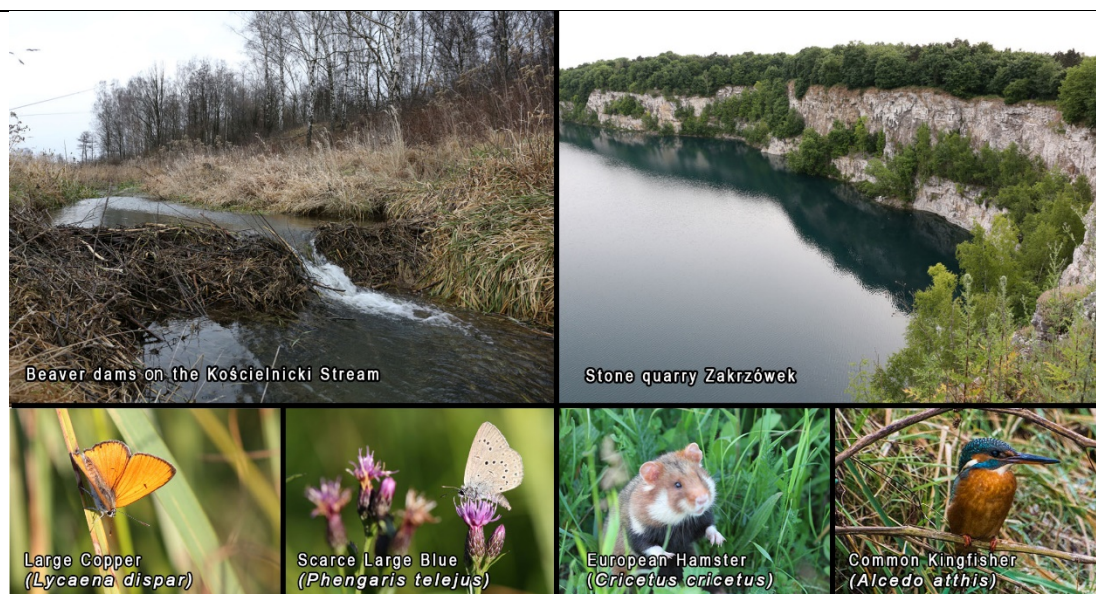 Beaver dams on the Kościelnicki Stream
Stone quarry Zakrzówek
Large Copper
(Lycaena dispar)
Scarce Large Blue
(Phengaris telejus)
European Hamster
(Cricetus cricetus)
Common Kingfisher
(Alcedo atthis)